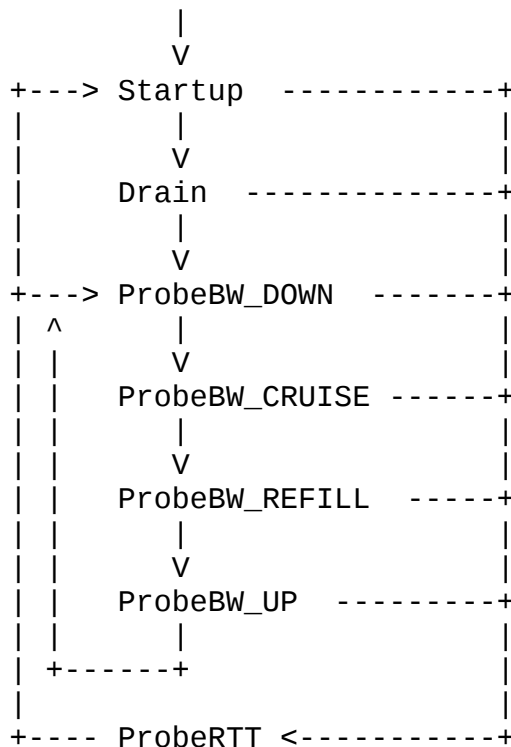 |
             V
+---> Startup  ------------+
|        |                 |
|        V                 |
|     Drain  --------------+
|        |                 |
|        V                 |
+---> ProbeBW_DOWN  -------+
| ^      |                 |
| |      V                 |
| |   ProbeBW_CRUISE ------+
| |      |                 |
| |      V                 |
| |   ProbeBW_REFILL  -----+
| |      |                 |
| |      V                 |
| |   ProbeBW_UP  ---------+
| |      |                 |
| +------+                 |
|                          |
+---- ProbeRTT <-----------+